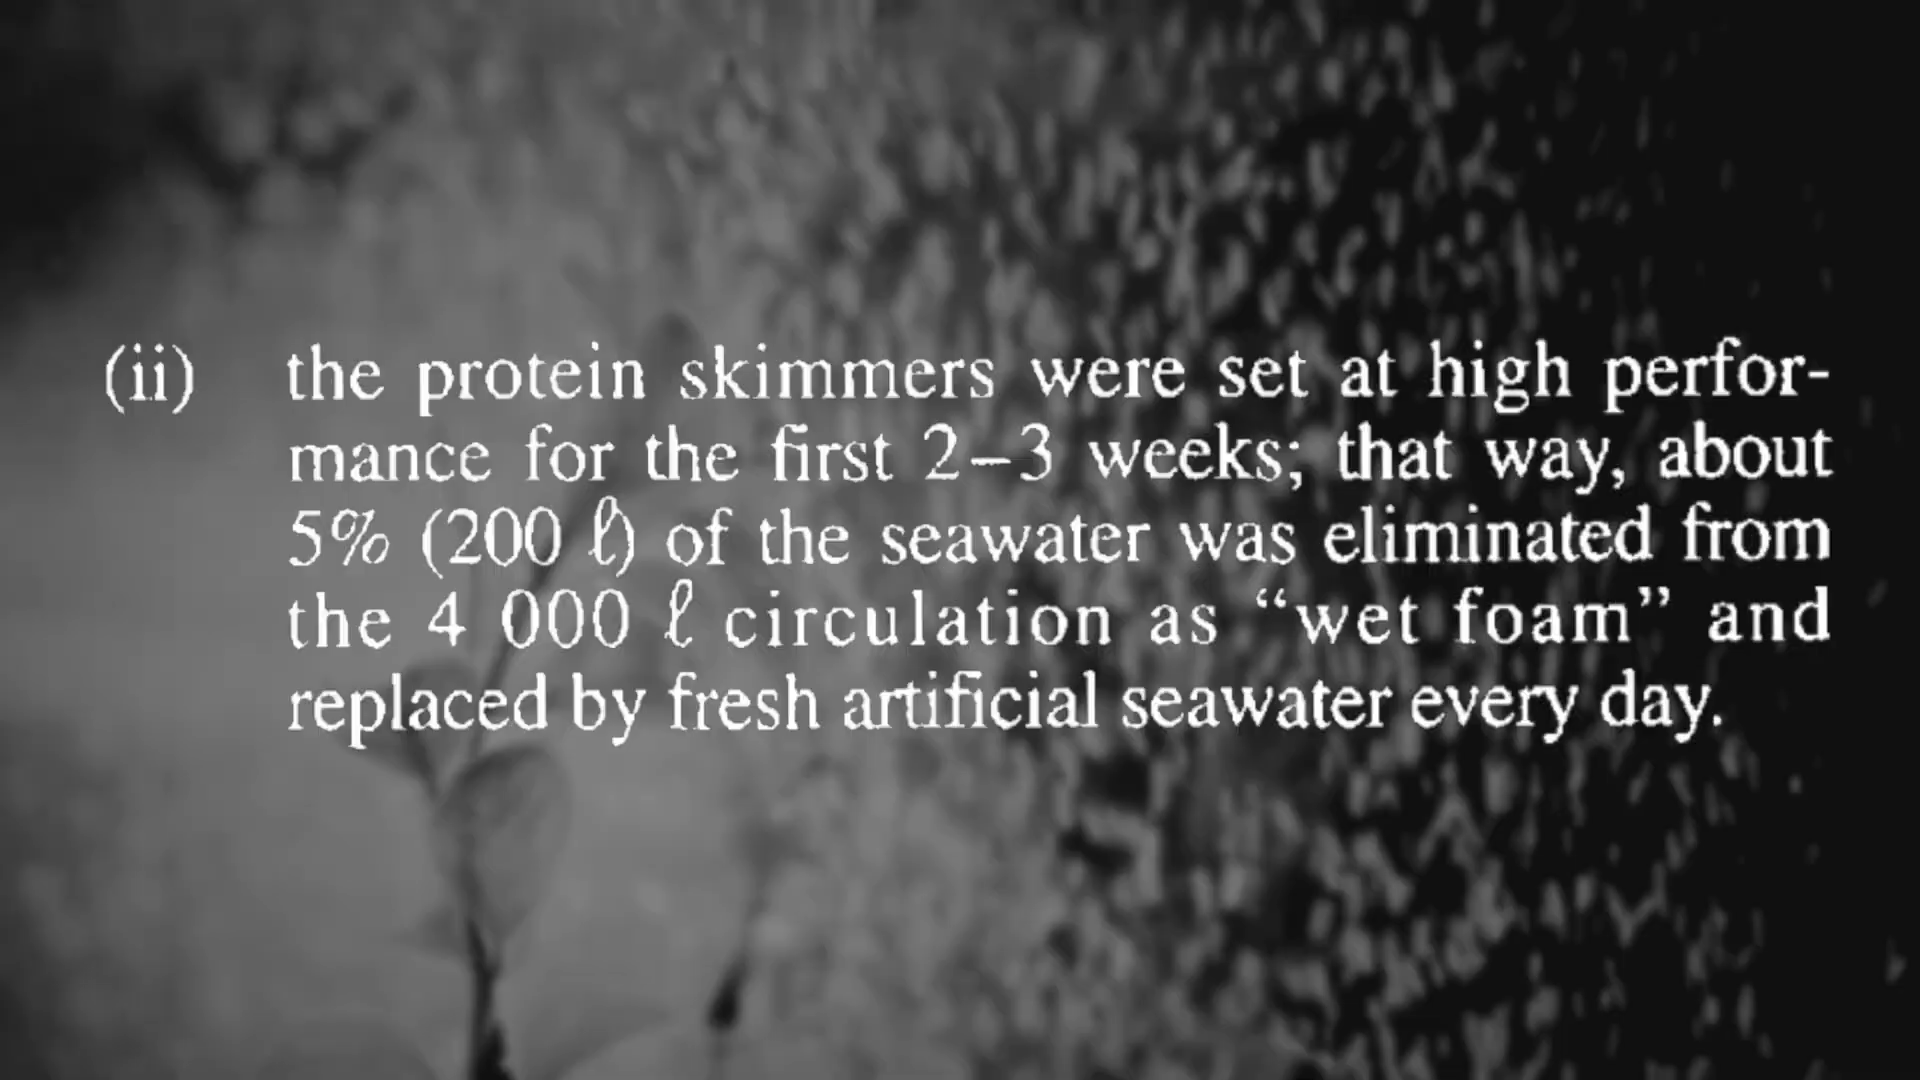 (ii) the protein skimmers were set at high perfor-
mance for the first 2–3 weeks; that way, about
5% (200 ℓ) of the seawater was eliminated from
the 4 000 ℓ circulation as “wet foam” and
replaced by fresh artificial seawater every day.